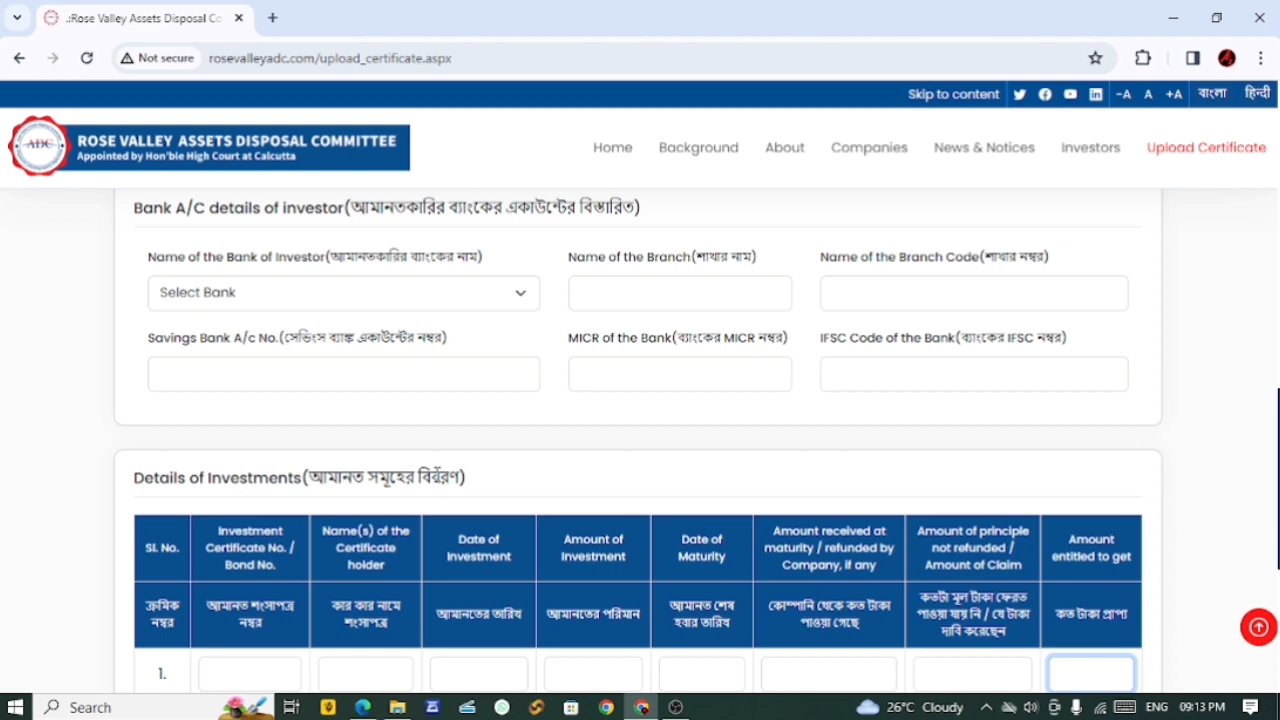 .:Rose Valley Assets Disposal Co
Not secure
rosevalleyadc.com/upload_certificate.aspx
Skip to content
-A A +A
বাংলা
हिन्दी
ADC
ROSE VALLEY ASSETS DISPOSAL COMMITTEE
Appointed by Hon'ble High Court at Calcutta
Home Background About Companies News & Notices Investors Upload Certificate
Bank A/C details of investor(আমানতকারির ব্যাংকের একাউন্টের বিস্তারিত)
Name of the Bank of Investor(আমানতকারির ব্যাংকের নাম)
Name of the Branch(শাখার নাম)
Name of the Branch Code(শাখার নম্বর)
Select Bank
Savings Bank A/c No.(সেভিংস ব্যাঙ্ক একাউন্টের নম্বর)
MICR of the Bank(ব্যাংকের MICR নম্বর)
IFSC Code of the Bank(ব্যাংকের IFSC নম্বর)
Details of Investments(আমানত সমূহের
Sl. No.
Investment
Certificate No. /
Bond No.
Name(s) of the
Certificate
holder
Date of
Investment
Amount of
Investment
Date of
Maturity
Amount received at
maturity / refunded by
Company, if any
Amount of principle
not refunded /
Amount of Claim
Amount
entitled to get
ক্রমিক
নম্বর
আমানত শংসাপত্র
নম্বর
কার কার নামে
শংসাপত্র
আমানতের তারিখ
আমানতের পরিমান
আমানত শেষ
হবার তারিখ
কোম্পানি থেকে কত টাকা
পাওয়া গেছে
কতটা মূল টাকা ফেরত
পাওয়া যায় নি / যে টাকা
দাবি করেছেন
কত টাকা প্রাপ্য
1.
Search
26°C Cloudy
ENG
09:13 PM